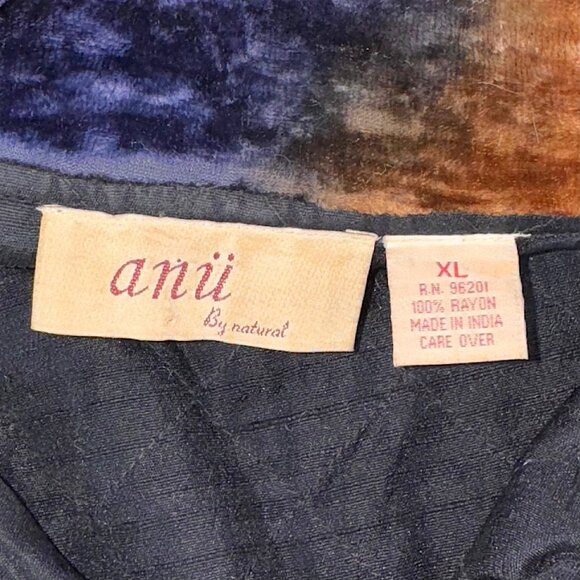 anü
By natural
XL
R.N. 96201
100% RAYON
MADE IN INDIA
CARE OVER